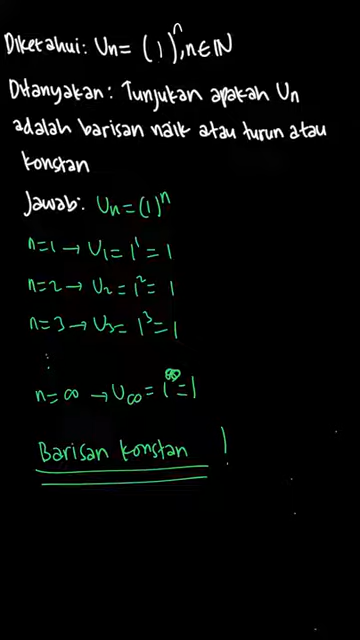 Diketahui: Un = (1)^n, n ∈ ℕ
Ditanyakan: Tunjukan apakah Un
adalah barisan naik atau turun atau
konstan
Jawab: Un = (1)^n
n=1 → U₁ = 1¹ = 1
n=2 → U₂ = 1² = 1
n=3 → U₃ = 1³ = 1
⋮
n=∞ → U∞ = 1^∞ = 1
Barisan konstan !